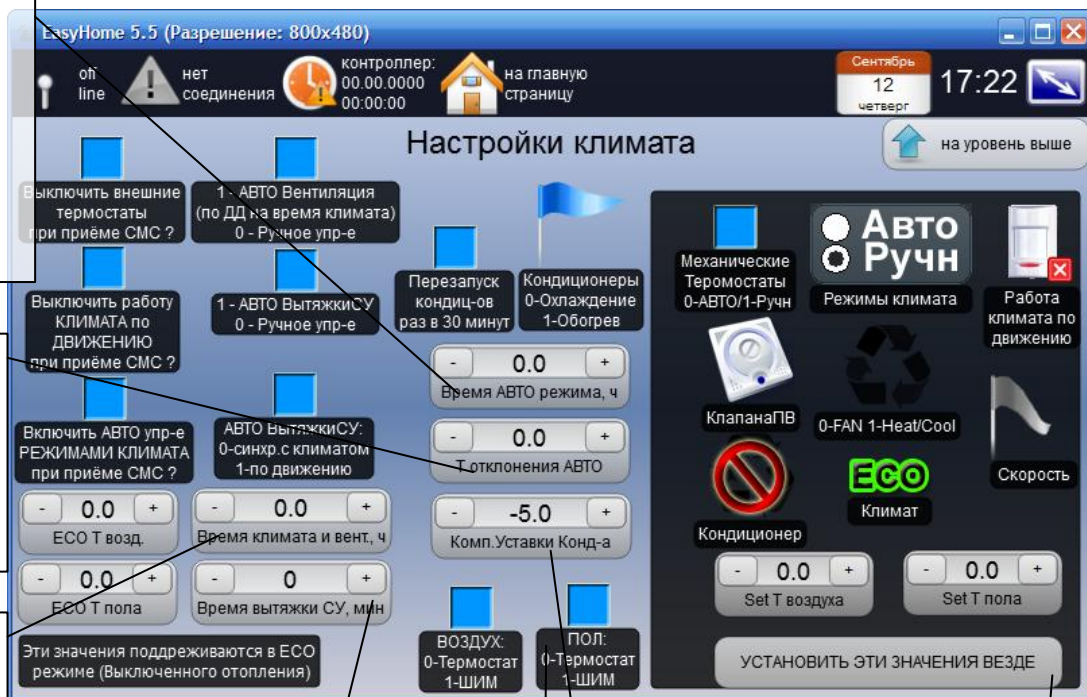 EasyHome 5.5 (Разрешение: 800x480)
off
line
нет
соединения
контроллер:
00.00.0000
00:00:00
на главную
страницу
Сентябрь
12
четверг
17:22
Настройки климата
на уровень выше
Выключить внешние
термостаты
при приёме СМС ?
1 - АВТО Вентиляция
(по ДД на время климата)
0 - Ручное упр-е
Выключить работу
КЛИМАТА по
ДВИЖЕНИЮ
при приёме СМС ?
1 - АВТО ВытяжкиСУ
0 - Ручное упр-е
Включить АВТО упр-е
РЕЖИМАМИ КЛИМАТА
при приёме СМС ?
АВТО ВытяжкиСУ:
0-синхр.с климатом
1-по движению
- 0.0 +
ECO T возд.
- 0.0 +
Время климата и вент., ч
- 0.0 +
ECO T пола
- 0 +
Время вытяжки СУ, мин
Эти значения поддреживаются в ECO
режиме (Выключенного отопления)
Перезапуск
кондиц-ов
раз в 30 минут
Кондиционеры
0-Охлаждение
1-Обогрев
- 0.0 +
Время АВТО режима, ч
- 0.0 +
Т отклонения АВТО
- -5.0 +
Комп.Уставки Конд-а
ВОЗДУХ:
0-Термостат
1-ШИМ
ПОЛ:
0-Термостат
1-ШИМ
Механические
Теромостаты
0-АВТО/1-Ручн
Авто
Ручн
Режимы климата
Работа
климата по
движению
КлапанаПВ
0-FAN 1-Heat/Cool
Скорость
Кондиционер
ECO
Климат
- 0.0 +
Set T воздуха
- 0.0 +
Set T пола
УСТАНОВИТЬ ЭТИ ЗНАЧЕНИЯ ВЕЗДЕ